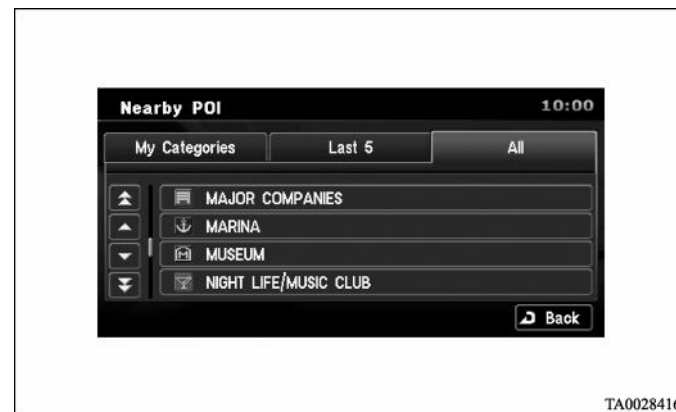 Nearby POI 10:00
My Categories Last 5 All
MAJOR COMPANIES
MARINA
MUSEUM
NIGHT LIFE/MUSIC CLUB
Back
TA0028416